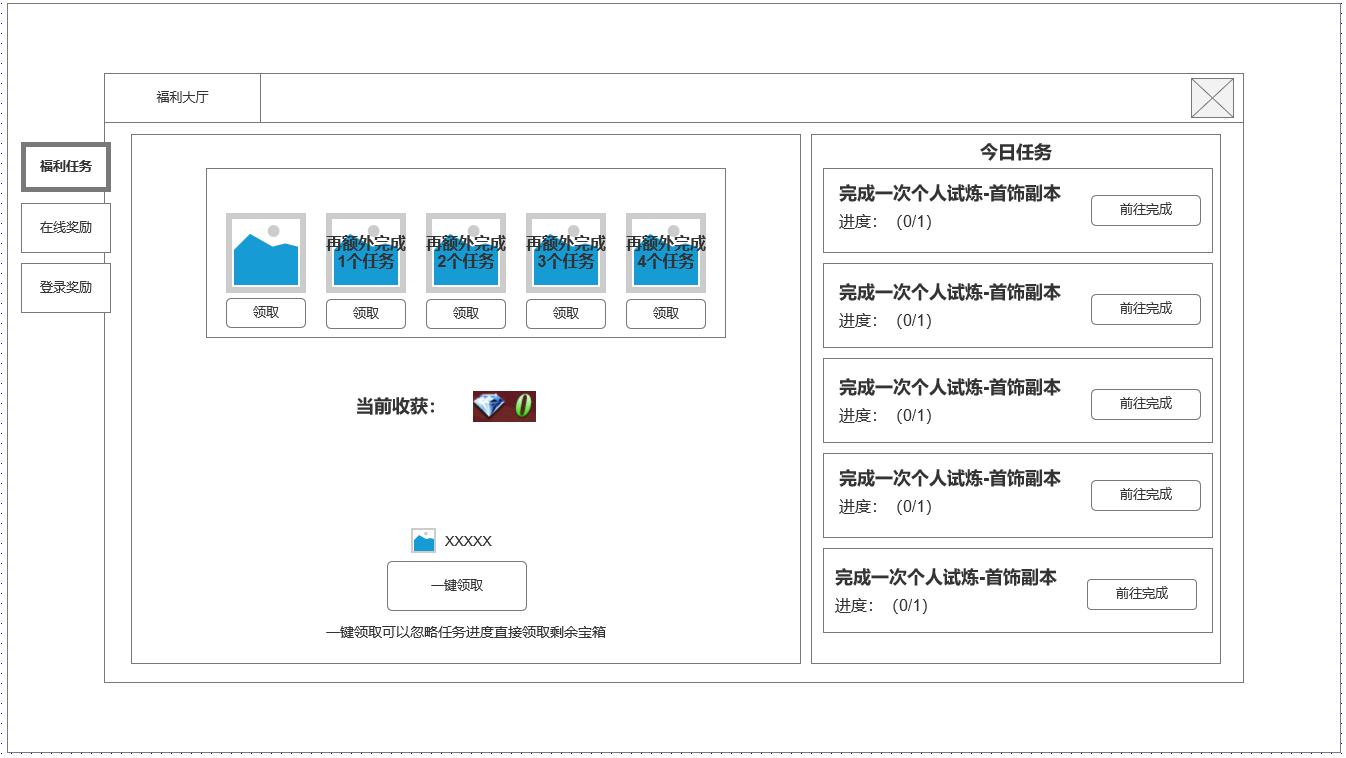 福利大厅
福利任务
在线奖励
登录奖励
再额外完成
1个任务
再额外完成
2个任务
再额外完成
3个任务
再额外完成
4个任务
领取
领取
领取
领取
领取
当前收获：
0
XXXXX
一键领取
一键领取可以忽略任务进度直接领取剩余宝箱
今日任务
完成一次个人试炼-首饰副本
进度：（0/1）
前往完成
完成一次个人试炼-首饰副本
进度：（0/1）
前往完成
完成一次个人试炼-首饰副本
进度：（0/1）
前往完成
完成一次个人试炼-首饰副本
进度：（0/1）
前往完成
完成一次个人试炼-首饰副本
进度：（0/1）
前往完成